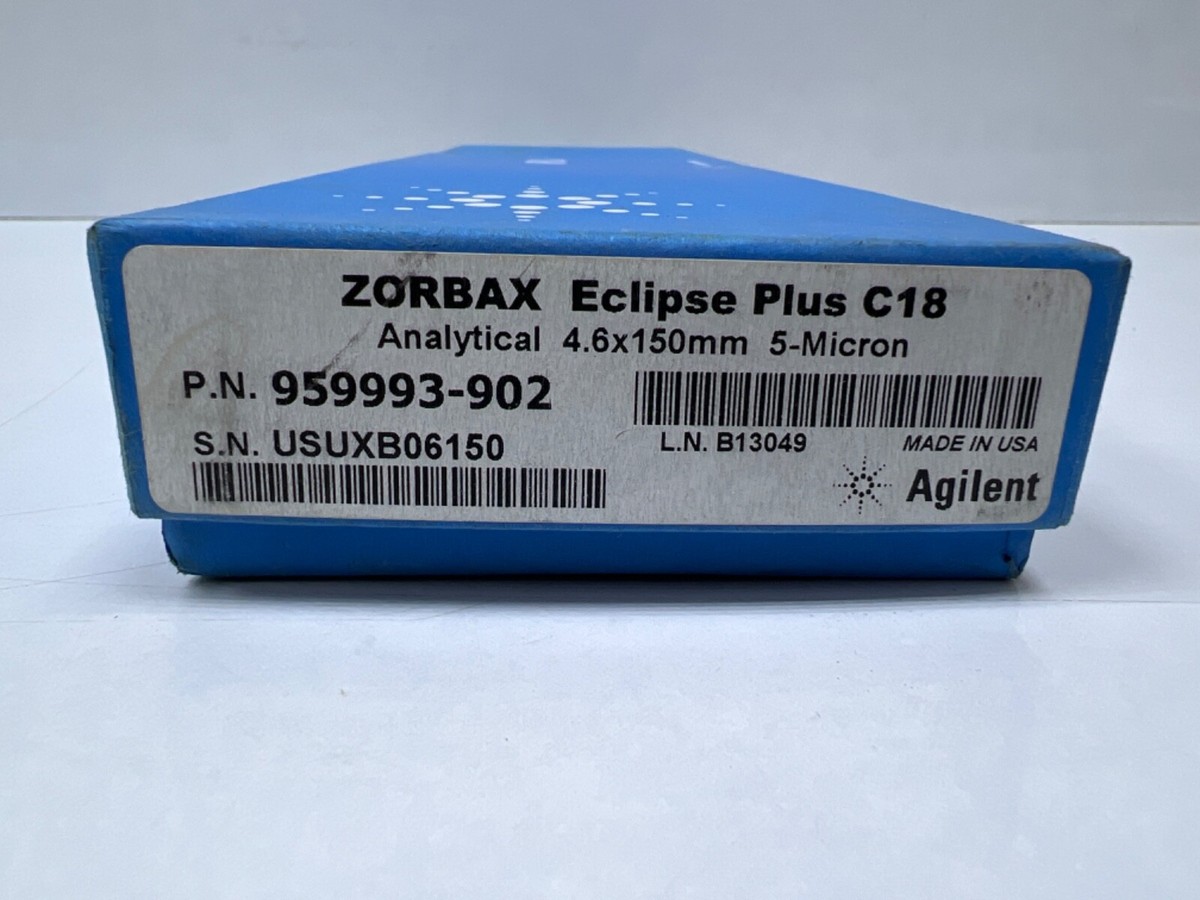 ZORBAX Eclipse Plus C18
Analytical 4.6x150mm 5-Micron
P.N. 959993-902
S.N. USUXB06150
L.N. B13049 MADE IN USA
Agilent